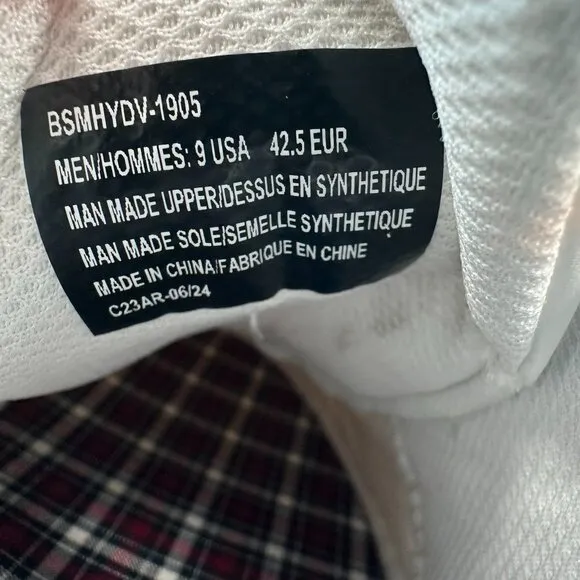 BSMHYDV-1905
MEN/HOMMES: 9 USA 42.5 EUR
MAN MADE UPPER/DESSUS EN SYNTHETIQUE
MAN MADE SOLE/SEMELLE SYNTHETIQUE
MADE IN CHINA/FABRIQUE EN CHINE
C23AR-06/24